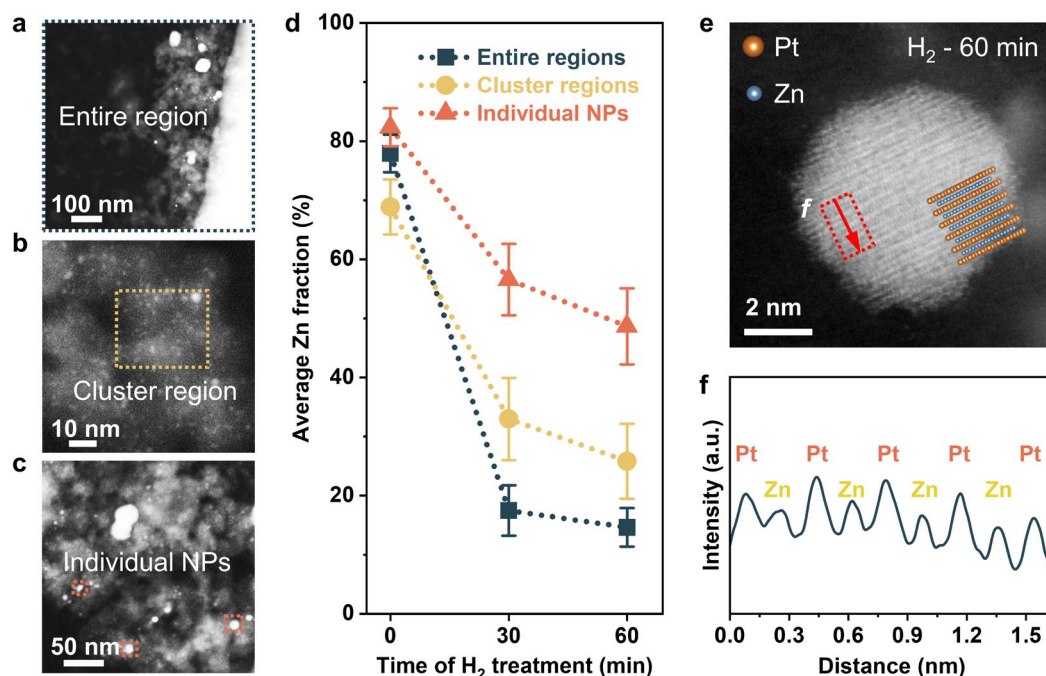 a
Entire region
100 nm
b
Cluster region
10 nm
c
Individual NPs
50 nm
d
Entire regions
Cluster regions
Individual NPs
Average Zn fraction (%)
100
80
60
40
20
0
0 30 60
Time of H₂ treatment (min)
e
Pt
Zn
H₂ - 60 min
f
2 nm
f
Intensity (a.u.)
Pt Pt Pt Pt Pt
Zn Zn Zn Zn
0.0 0.3 0.6 0.9 1.2 1.5
Distance (nm)